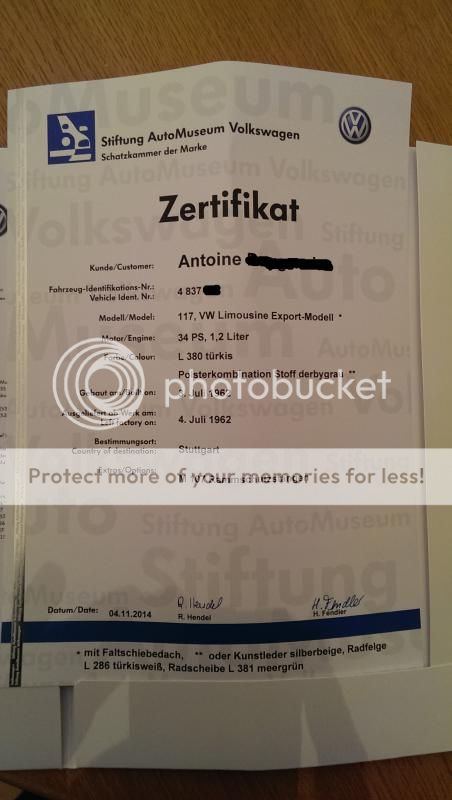 Stiftung AutoMuseum Volkswagen
Schatzkammer der Marke
Zertifikat
Kunde/Customer: Antoine
Fahrzeug-Identifikations-Nr.:
Vehicle Ident. Nr.: 4 837
Modell/Model: 117, VW Limousine Export-Modell *
Motor/Engine: 34 PS, 1,2 Liter
Farbe/Colour: L 380 türkis
Polsterkombination Stoff derbygrau **
Gebaut am/Built on: 3. Juli 1962
Ausgeliefert ab Werk am:
Left factory on: 4. Juli 1962
Bestimmungsort:
Country of destination: Stuttgart
Extras/Options: M
photobucket
Protect more of your memories for less!
Datum/Date: 04.11.2014
R. Hendel
H. Fendler
R. Hendel
H. Fendler
* mit Faltschiebedach, ** oder Kunstleder silberbeige, Radfelge
L 286 türkisweiß, Radscheibe L 381 meergrün